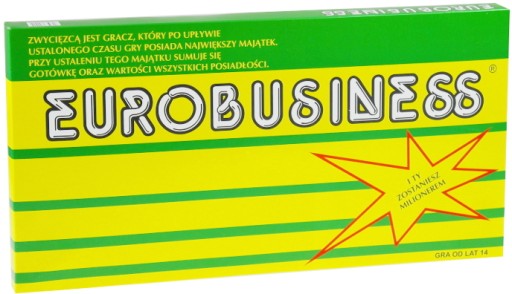 ZWYCIĘZCĄ JEST GRACZ, KTÓRY PO UPŁYWIE
USTALONEGO CZASU GRY POSIADA NAJWIĘKSZY MAJĄTEK.
PRZY USTALENIU TEGO MAJĄTKU SUMUJE SIĘ
GOTÓWKĘ ORAZ WARTOŚCI WSZYSTKICH POSIADŁOŚCI.
EUROBUSINESS®
I TY
ZOSTANIESZ
MILIONEREM
GRA OD LAT 14